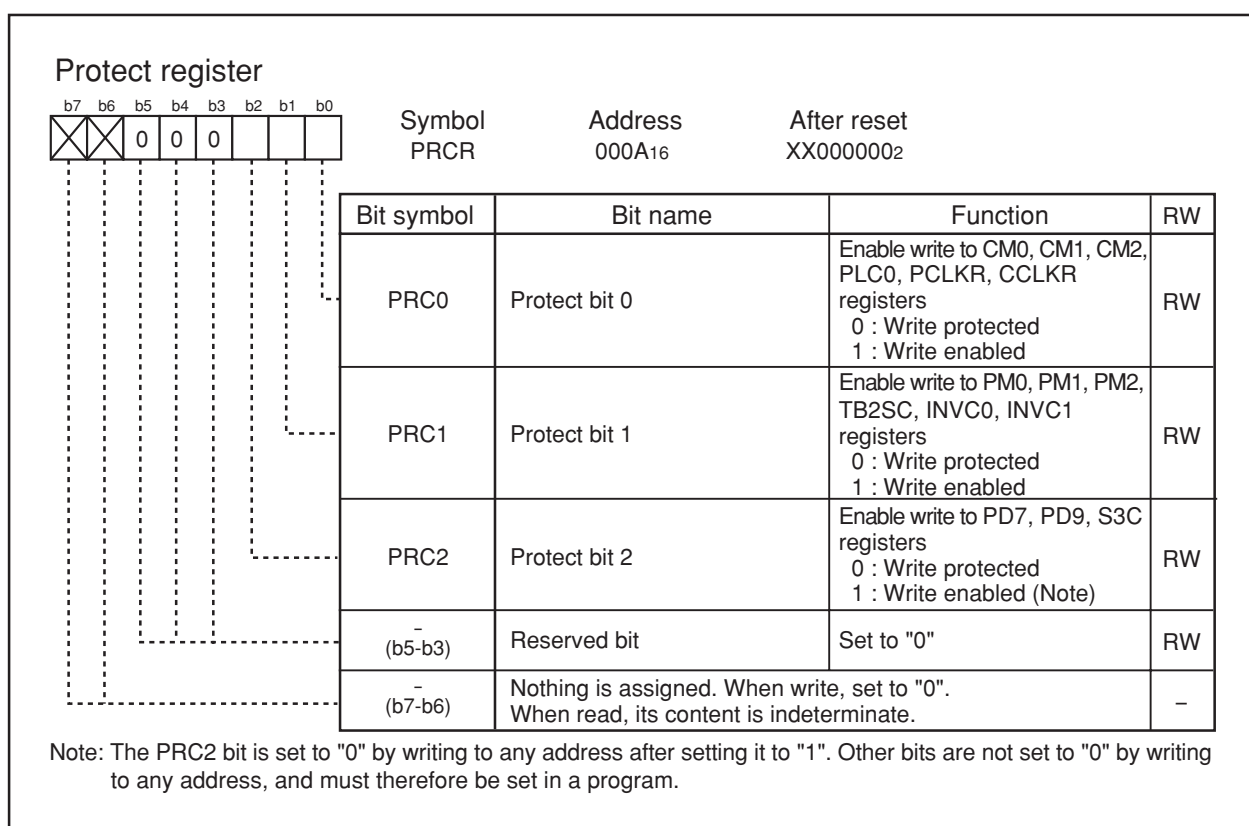 Protect register
b7 b6 b5 b4 b3 b2 b1 b0
0 0 0
Symbol Address After reset
PRCR 000A16 XX0000002
Bit symbol Bit name Function RW
PRC0 Protect bit 0 Enable write to CM0, CM1, CM2,
PLC0, PCLKR, CCLKR
registers
0 : Write protected
1 : Write enabled
RW
PRC1 Protect bit 1 Enable write to PM0, PM1, PM2,
TB2SC, INVC0, INVC1
registers
0 : Write protected
1 : Write enabled
RW
PRC2 Protect bit 2 Enable write to PD7, PD9, S3C
registers
0 : Write protected
1 : Write enabled (Note)
RW
–
(b5-b3) Reserved bit Set to "0" RW
–
(b7-b6) Nothing is assigned. When write, set to "0".
When read, its content is indeterminate.
–
Note: The PRC2 bit is set to "0" by writing to any address after setting it to "1". Other bits are not set to "0" by writing
to any address, and must therefore be set in a program.